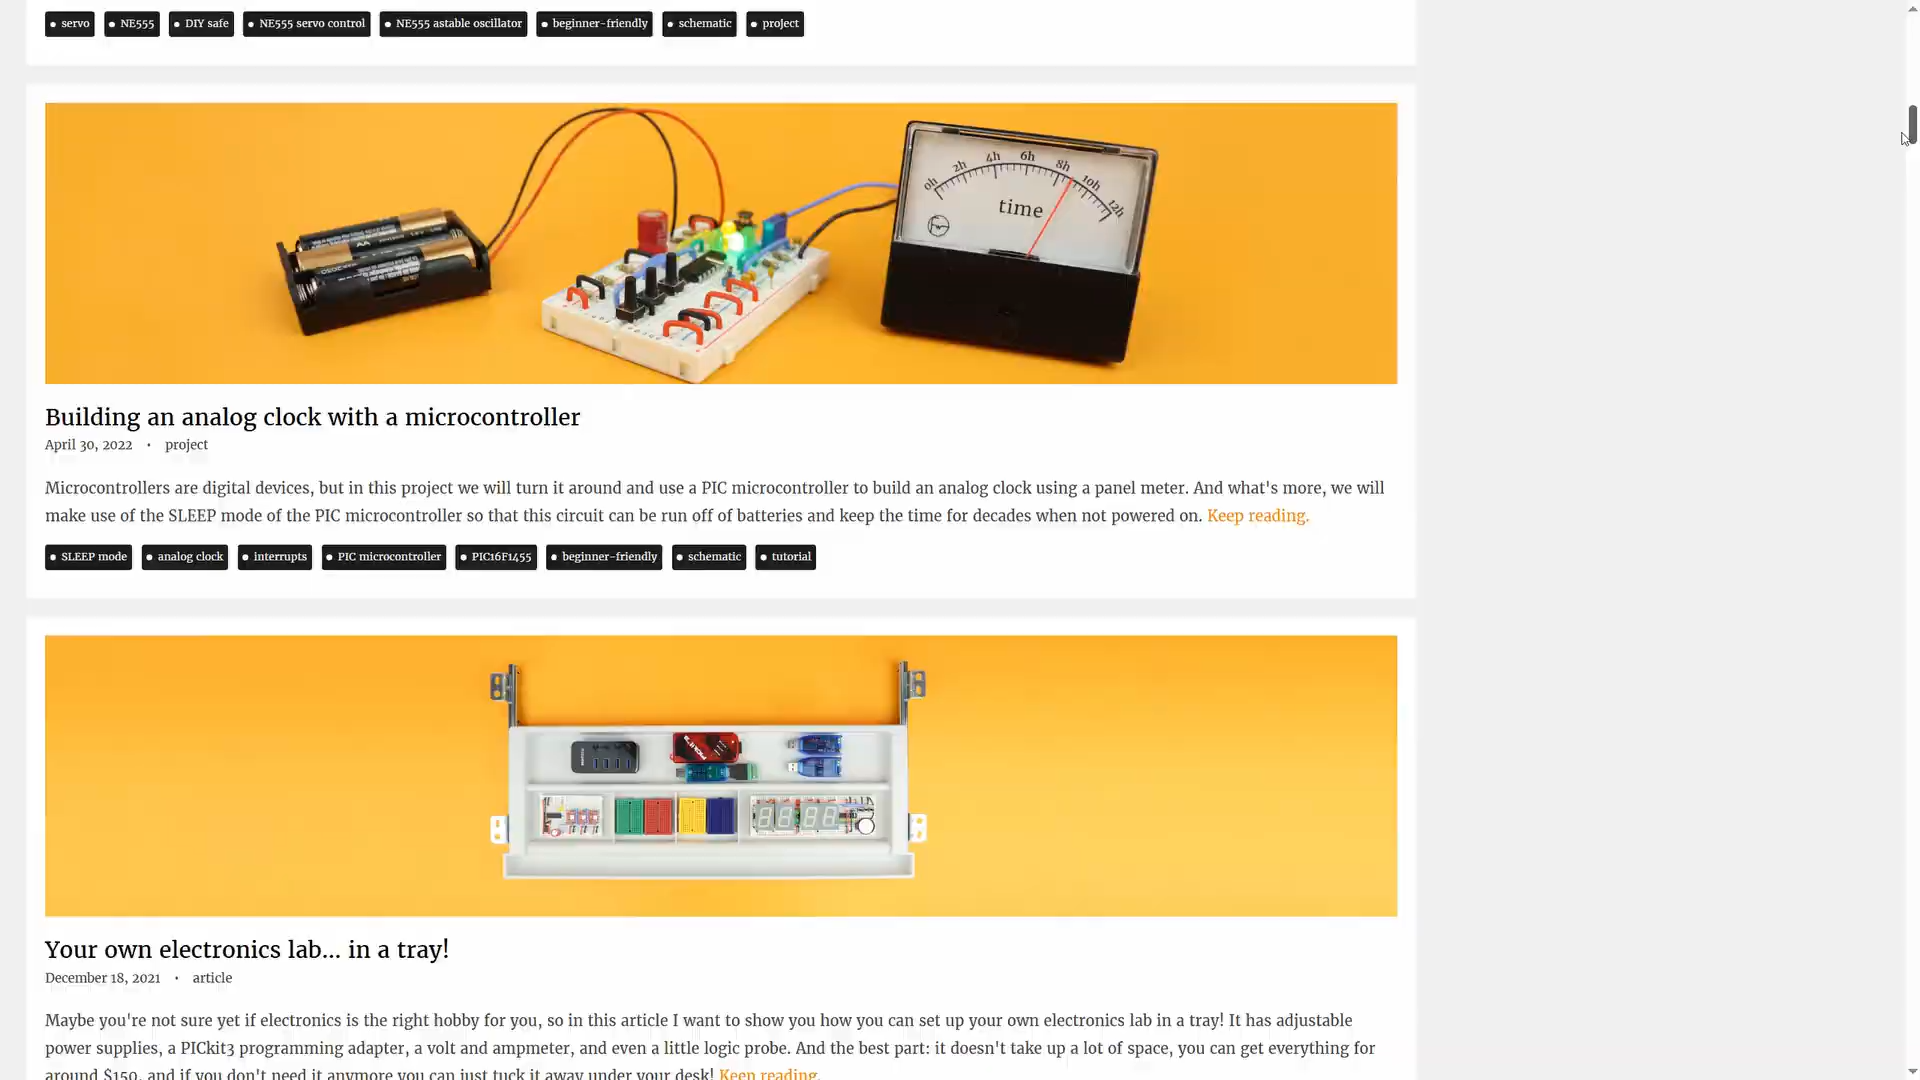 servo NE555 DIY safe NE555 servo control NE555 astable oscillator beginner-friendly schematic project
0h 2h 4h 6h 8h 10h 12h
time
AA
Building an analog clock with a microcontroller
April 30, 2022 • project
Microcontrollers are digital devices, but in this project we will turn it around and use a PIC microcontroller to build an analog clock using a panel meter. And what's more, we will
make use of the SLEEP mode of the PIC microcontroller so that this circuit can be run off of batteries and keep the time for decades when not powered on. Keep reading.
SLEEP mode analog clock interrupts PIC microcontroller PIC16F1455 beginner-friendly schematic tutorial
Your own electronics lab... in a tray!
December 18, 2021 • article
Maybe you're not sure yet if electronics is the right hobby for you, so in this article I want to show you how you can set up your own electronics lab in a tray! It has adjustable
power supplies, a PICkit3 programming adapter, a volt and ampmeter, and even a little logic probe. And the best part: it doesn't take up a lot of space, you can get everything for
around $150, and if you don't need it anymore you can just tuck it away under your desk! Keep reading.